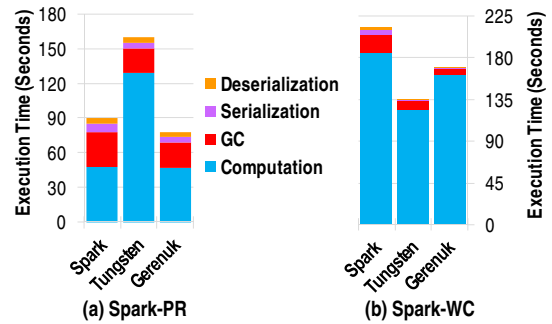 Execution Time (Seconds)
180
150
120
90
60
30
0
Spark
Tungsten
Gerenuk
(a) Spark-PR
Deserialization
Serialization
GC
Computation
225
180
135
90
45
0
Execution Time (Seconds)
Spark
Tungsten
Gerenuk
(b) Spark-WC